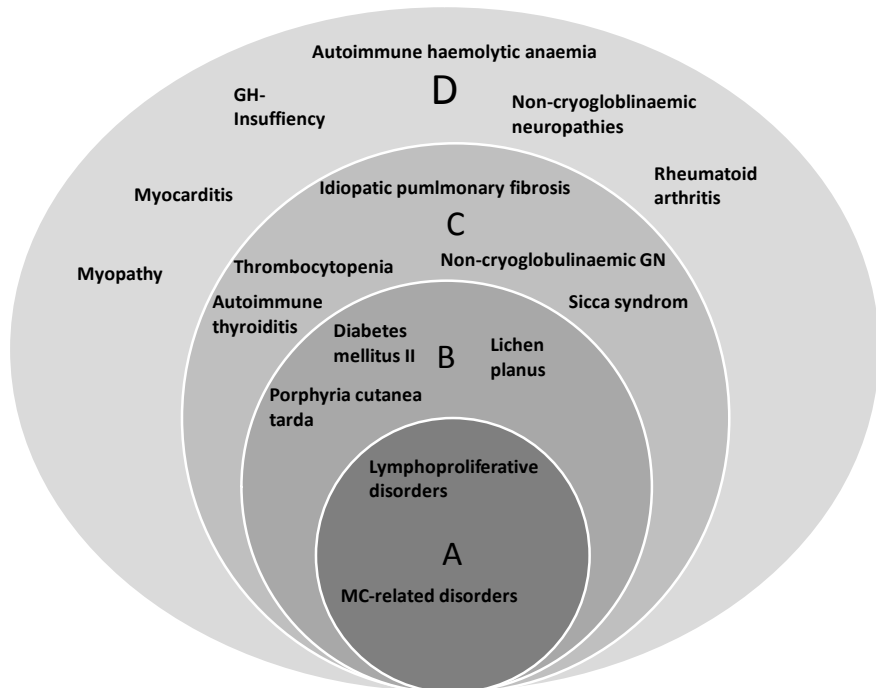 Autoimmune haemolytic anaemia
D
GH-
Insuffiency
Non-cryogloblinaemic
neuropathies
Myocarditis
Idiopatic pumlmonary fibrosis
Rheumatoid
arthritis
C
Myopathy
Thrombocytopenia
Non-cryoglobulinaemic GN
Autoimmune
thyroiditis
Sicca syndrom
Diabetes
mellitus II
B
Lichen
planus
Porphyria cutanea
tarda
Lymphoproliferative
disorders
A
MC-related disorders